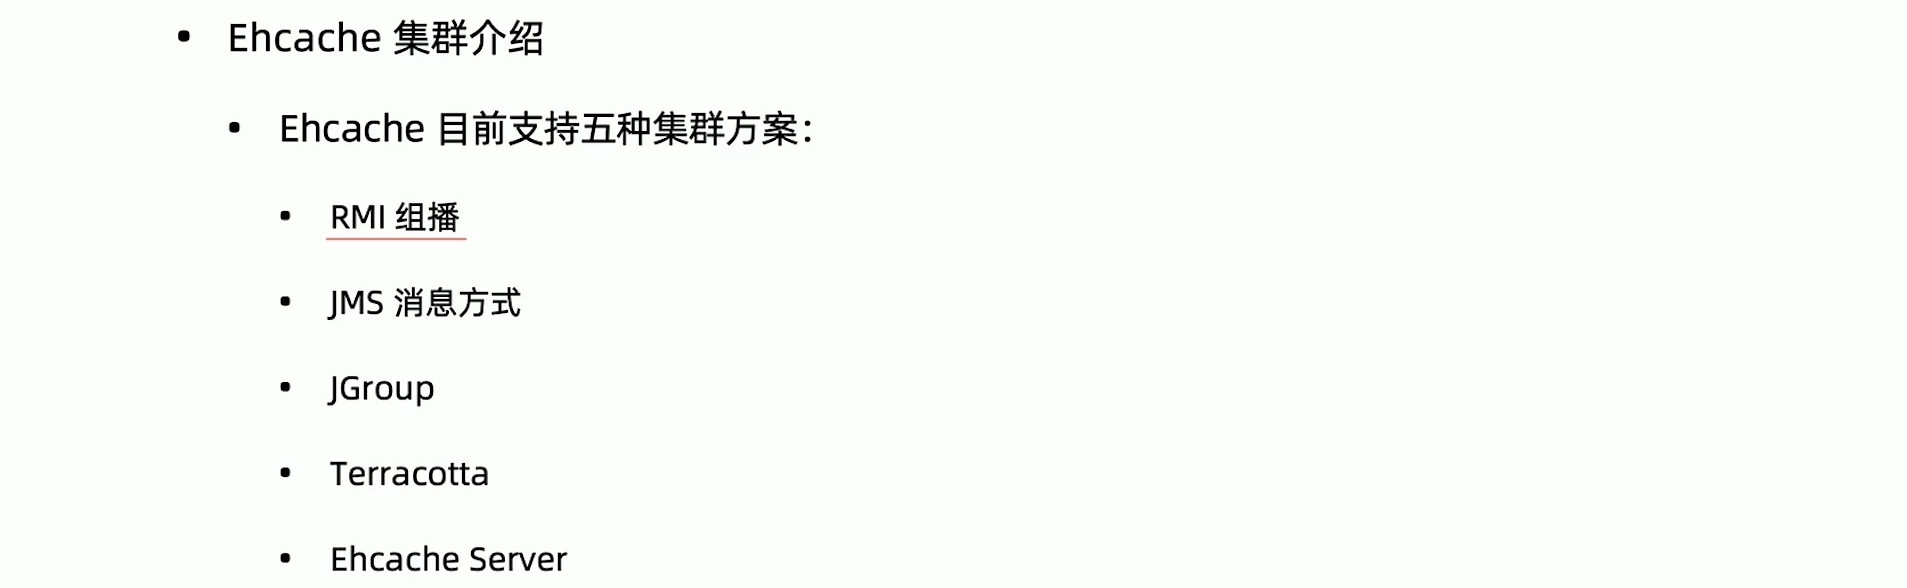 • Ehcache 集群介绍
• Ehcache 目前支持五种集群方案：
• RMI 组播
• JMS 消息方式
• JGroup
• Terracotta
• Ehcache Server